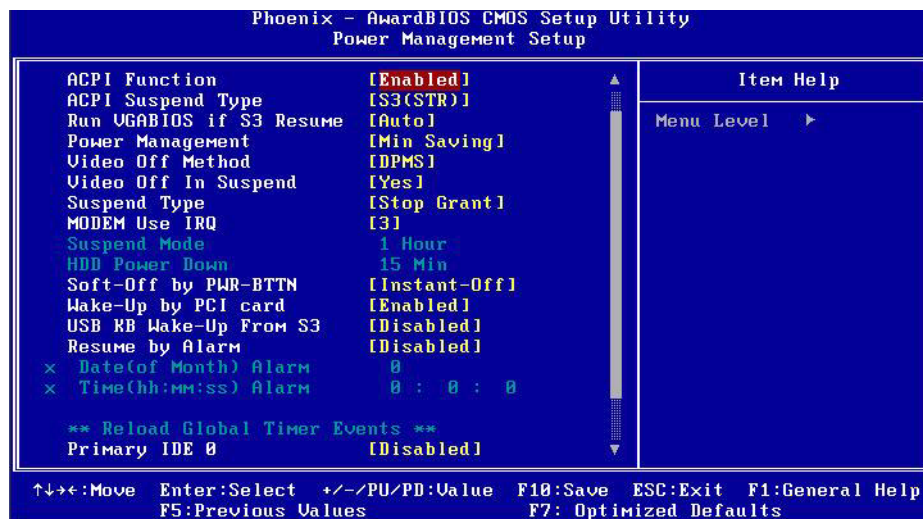 Phoenix - AwardBIOS CMOS Setup Utility
Power Management Setup
ACPI Function [Enabled]
ACPI Suspend Type [S3(STR)]
Run VGABIOS if S3 Resume [Auto]
Power Management [Min Saving]
Video Off Method [DPMS]
Video Off In Suspend [Yes]
Suspend Type [Stop Grant]
MODEM Use IRQ [3]
Suspend Mode 1 Hour
HDD Power Down 15 Min
Soft-Off by PWR-BTTN [Instant-Off]
Wake-Up by PCI card [Enabled]
USB KB Wake-Up From S3 [Disabled]
Resume by Alarm [Disabled]
x Date(of Month) Alarm 0
x Time(hh:mm:ss) Alarm 0 : 0 : 0
** Reload Global Timer Events **
Primary IDE 0 [Disabled]
Item Help
Menu Level ►
↑↓→←:Move Enter:Select +/-/PU/PD:Value F10:Save ESC:Exit F1:General Help
F5:Previous Values F7: Optimized Defaults